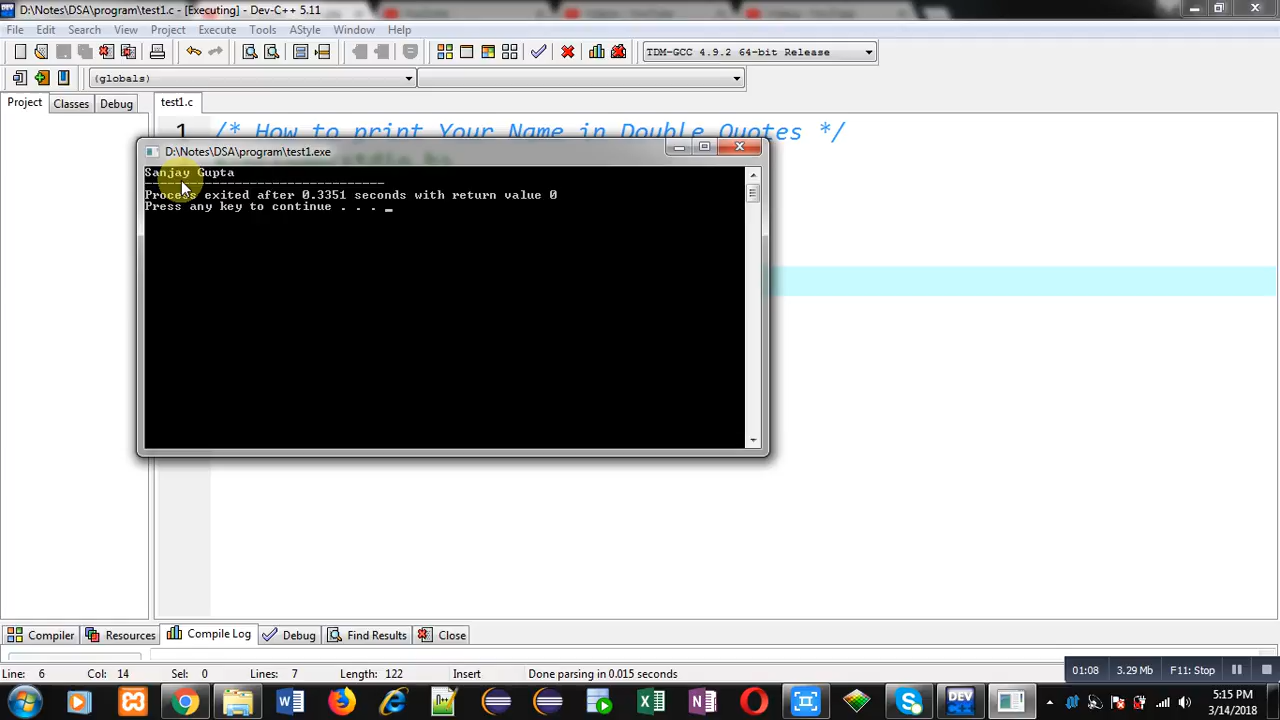 D:\Notes\DSA\program\test1.c - [Executing] - Dev-C++ 5.11
File Edit Search View Project Execute Tools AStyle Window Help
TDM-GCC 4.9.2 64-bit Release
(globals)
Project Classes Debug test1.c
1 /* How to print Your Name in Double Quotes */
D:\Notes\DSA\program\test1.exe
Sanjay Gupta
--------------------------------
Process exited after 0.3351 seconds with return value 0
Press any key to continue . . . _
Compiler Resources Compile Log Debug Find Results Close
Line: 6 Col: 14 Sel: 0 Lines: 7 Length: 122 Insert Done parsing in 0.015 seconds
01:08 3.29 Mb F11: Stop
5:15 PM
3/14/2018